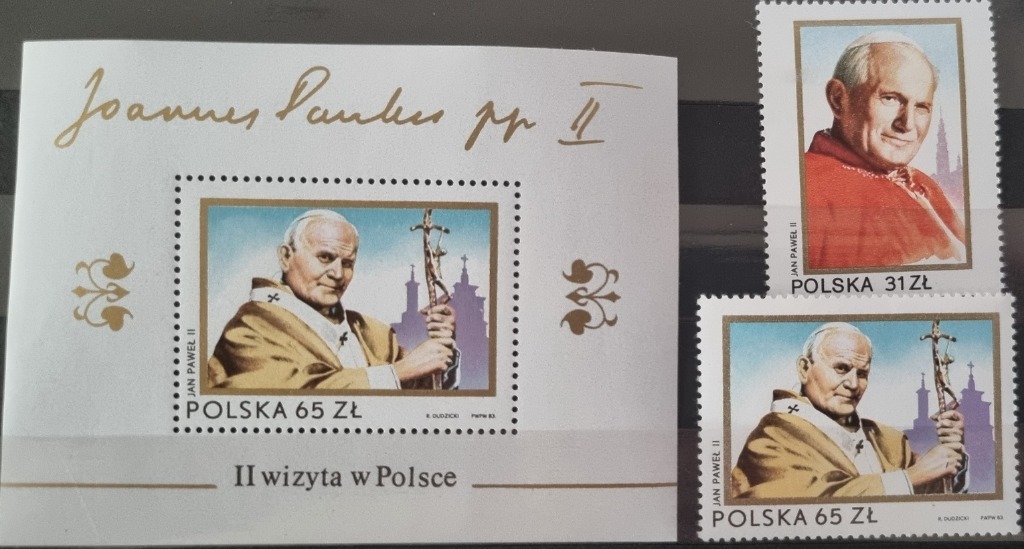 Joannes Paulus pp II
JAN PAWEŁ II
POLSKA 65 ZŁ
R. DUDZICKI PWPW 83.
II wizyta w Polsce
JAN PAWEŁ II
POLSKA 31 ZŁ
JAN PAWEŁ II
POLSKA 65 ZŁ
R. DUDZICKI PWPW 83.